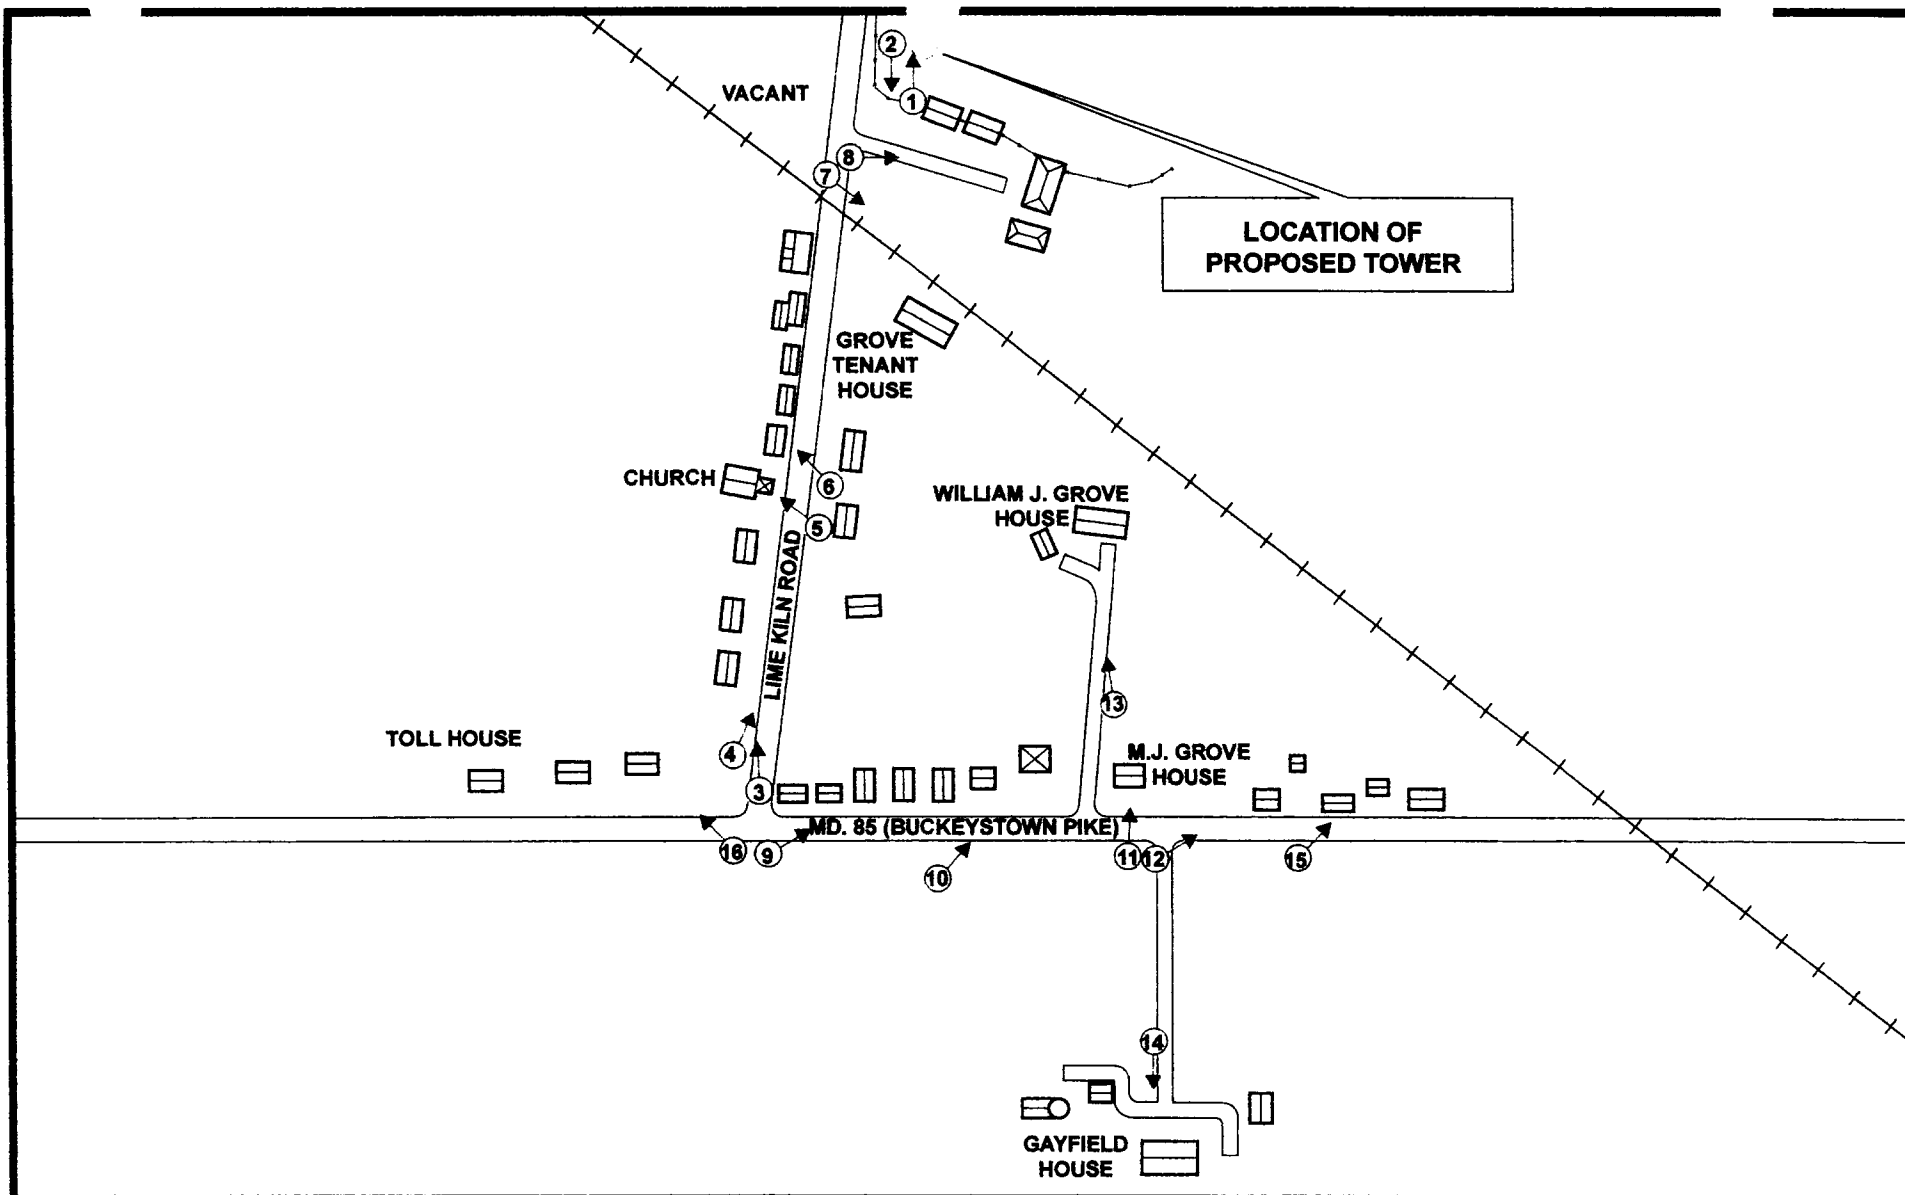 2
1
VACANT
8
7
LOCATION OF
PROPOSED TOWER
GROVE
TENANT
HOUSE
CHURCH
6
WILLIAM J. GROVE
HOUSE
5
LIME KILN ROAD
13
TOLL HOUSE
4
M.J. GROVE
HOUSE
3
MD. 85 (BUCKEYSTOWN PIKE)
16
9
10
11
12
15
14
GAYFIELD
HOUSE